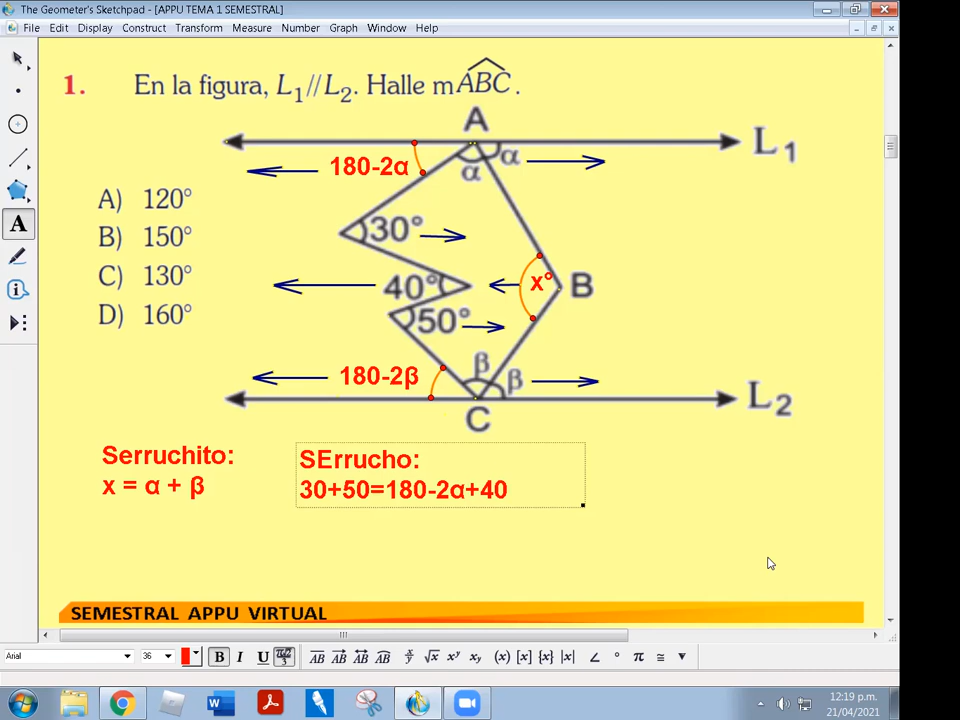 The Geometer's Sketchpad - [APPU TEMA 1 SEMESTRAL]
File Edit Display Construct Transform Measure Number Graph Window Help
1. En la figura, L₁//L₂. Halle mABC.
A
L₁
180-2α
α
α
A) 120°
B) 150°
C) 130°
D) 160°
30°
40°
x°
B
50°
180-2β
β
β
L₂
C
Serruchito:
x = α + β
SErrucho:
30+50=180-2α+40
SEMESTRAL APPU VIRTUAL
Arial 36 B I U
12:19 p.m.
21/04/2021